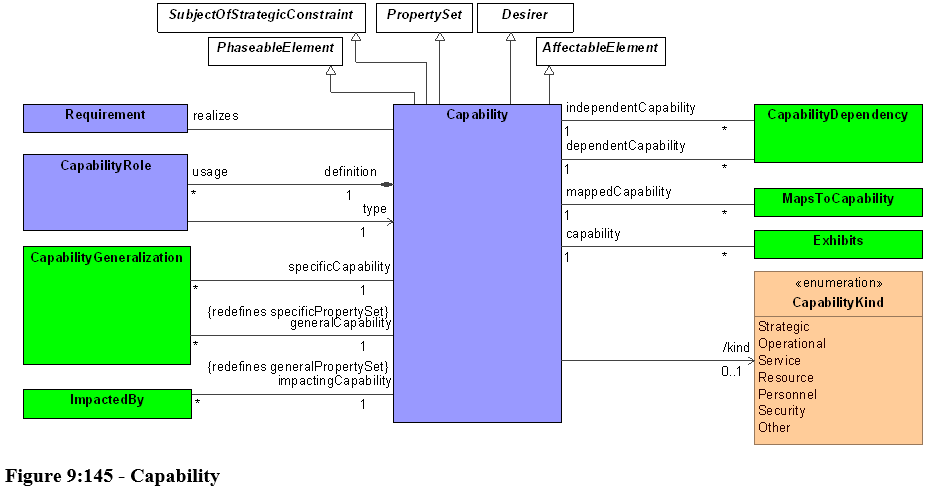 SubjectOfStrategicConstraint
PropertySet
Desirer
PhaseableElement
AffectableElement
Requirement
realizes
Capability
independentCapability
1
*
CapabilityDependency
dependentCapability
1
*
CapabilityRole
usage
*
definition
1
type
1
mappedCapability
1
*
MapsToCapability
capability
1
*
Exhibits
CapabilityGeneralization
specificCapability
*
1
{redefines specificPropertySet}
generalCapability
*
1
{redefines generalPropertySet}
impactingCapability
ImpactedBy
*
1
/kind
0..1
«enumeration»
CapabilityKind
Strategic
Operational
Service
Resource
Personnel
Security
Other
Figure 9:145 - Capability